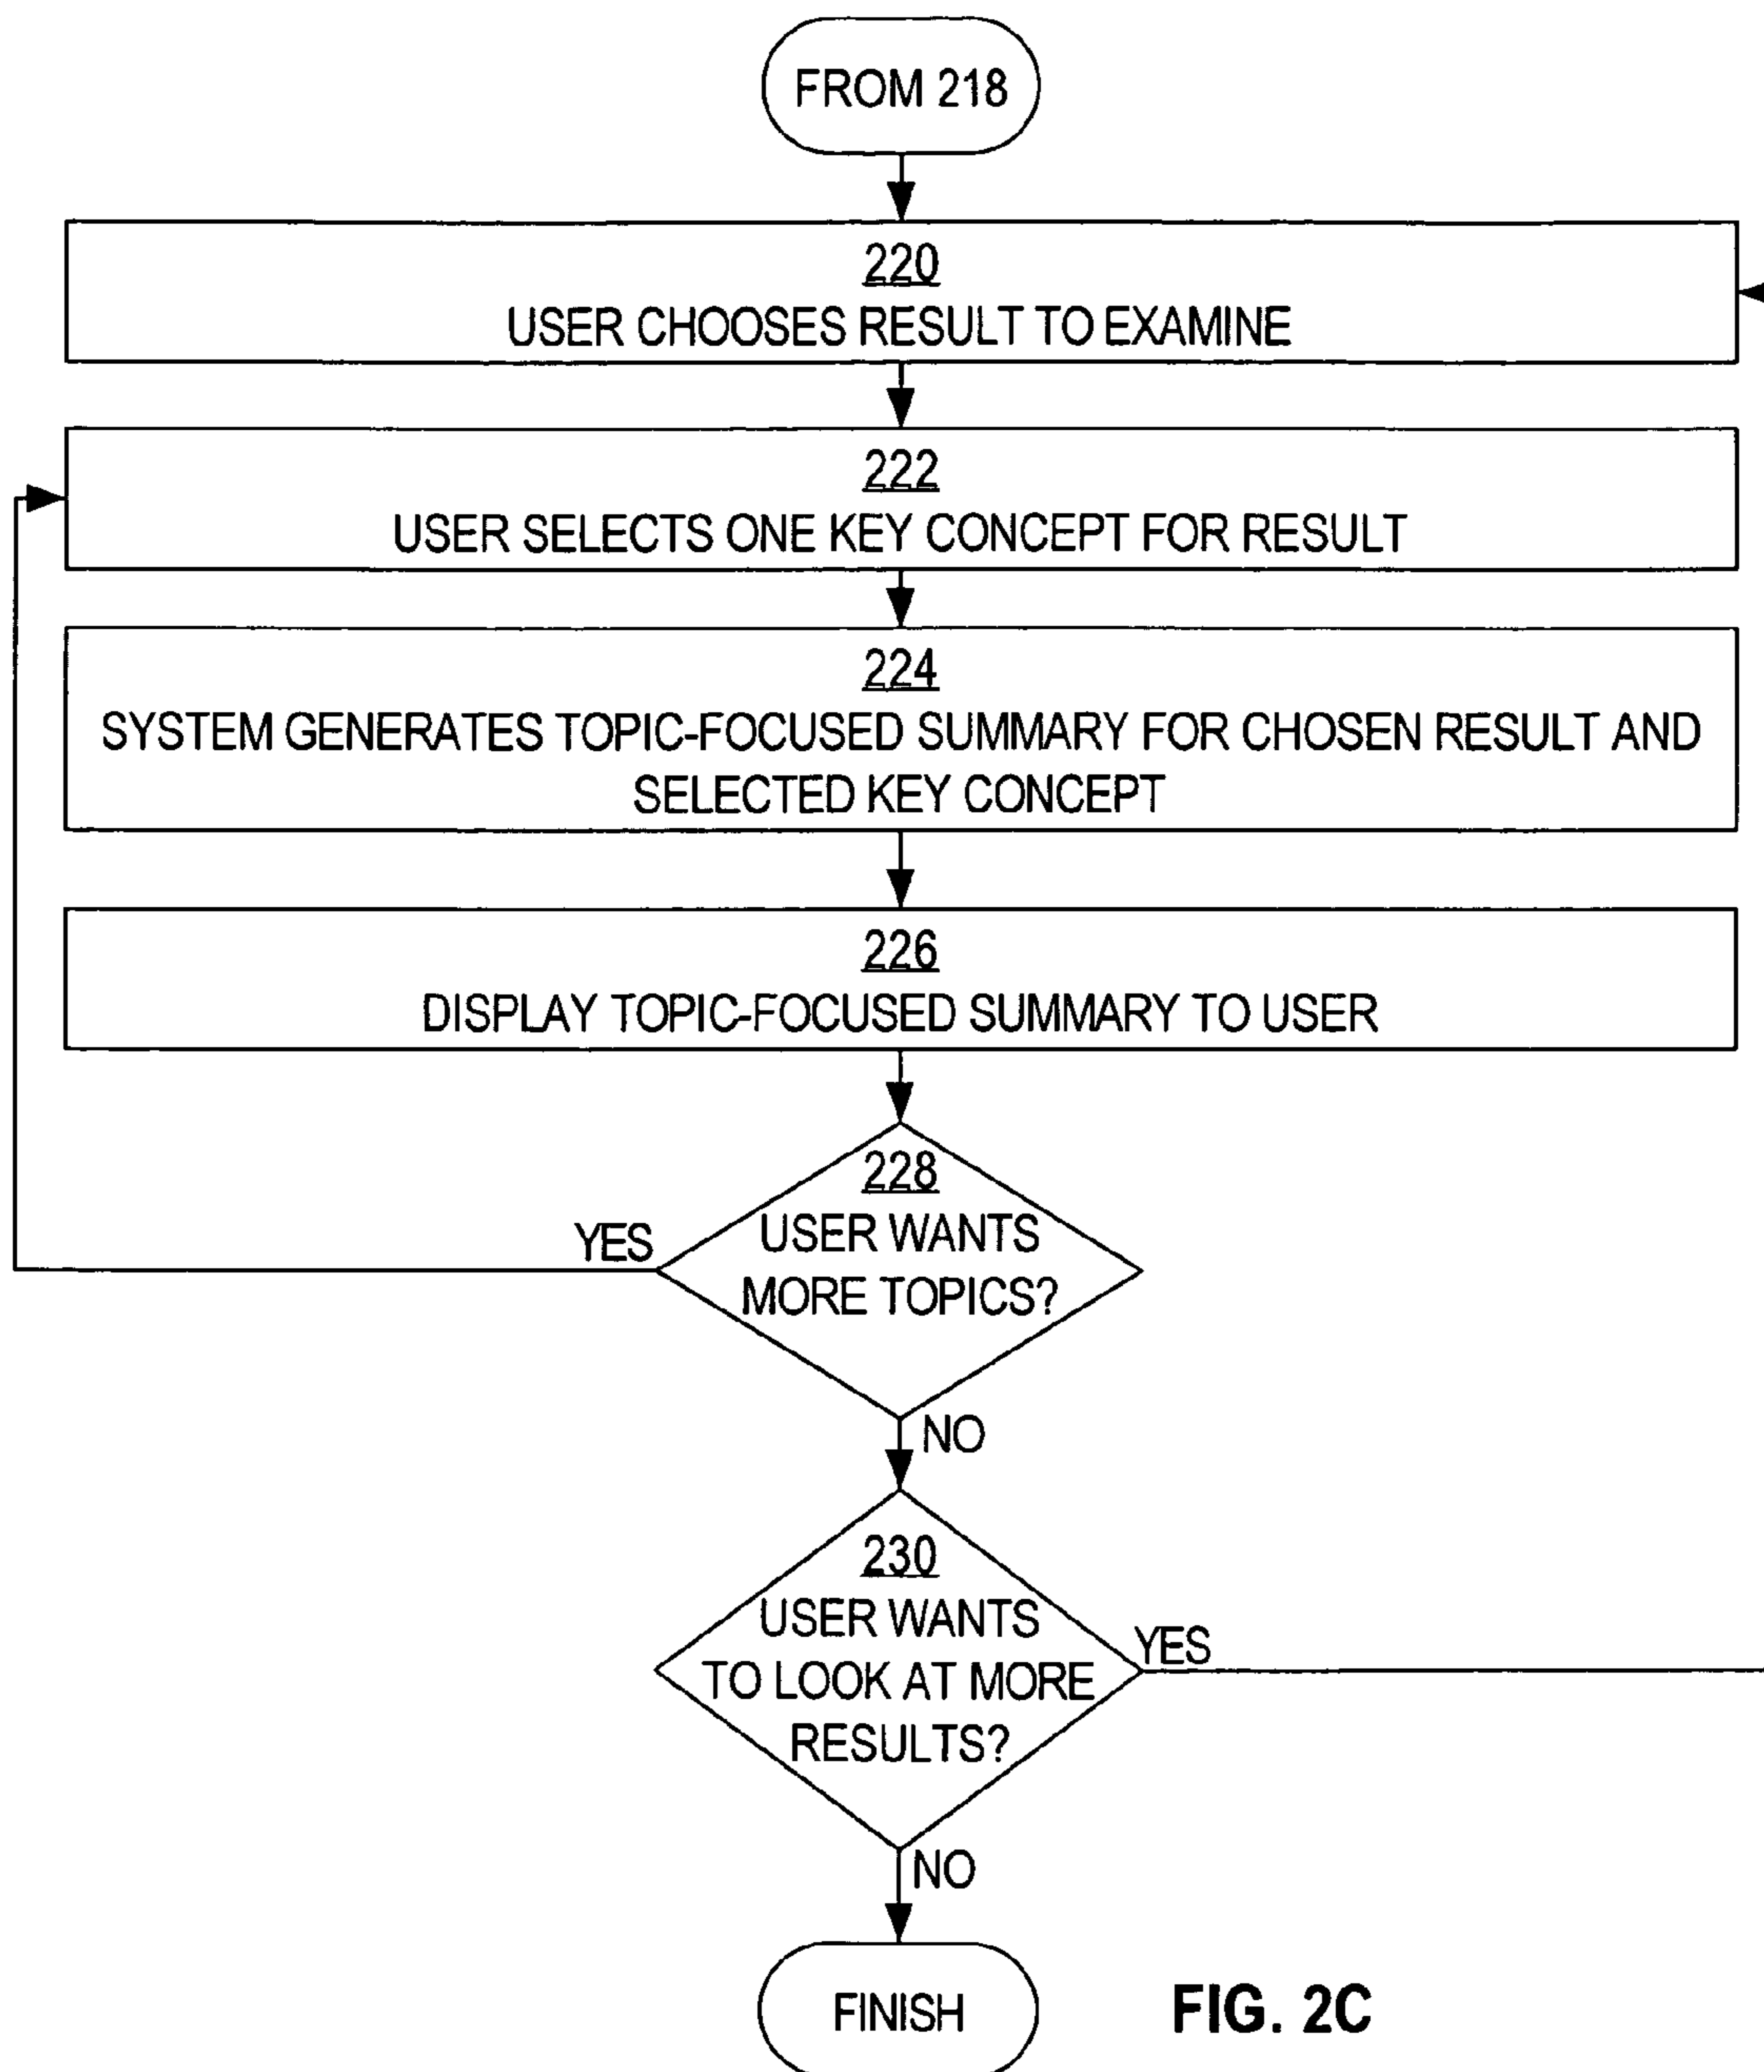 FROM 218
220
USER CHOOSES RESULT TO EXAMINE
222
USER SELECTS ONE KEY CONCEPT FOR RESULT
224
SYSTEM GENERATES TOPIC-FOCUSED SUMMARY FOR CHOSEN RESULT AND
SELECTED KEY CONCEPT
226
DISPLAY TOPIC-FOCUSED SUMMARY TO USER
228
USER WANTS
MORE TOPICS?
YES
NO
230
USER WANTS
TO LOOK AT MORE
RESULTS?
YES
NO
FINISH
FIG. 2C